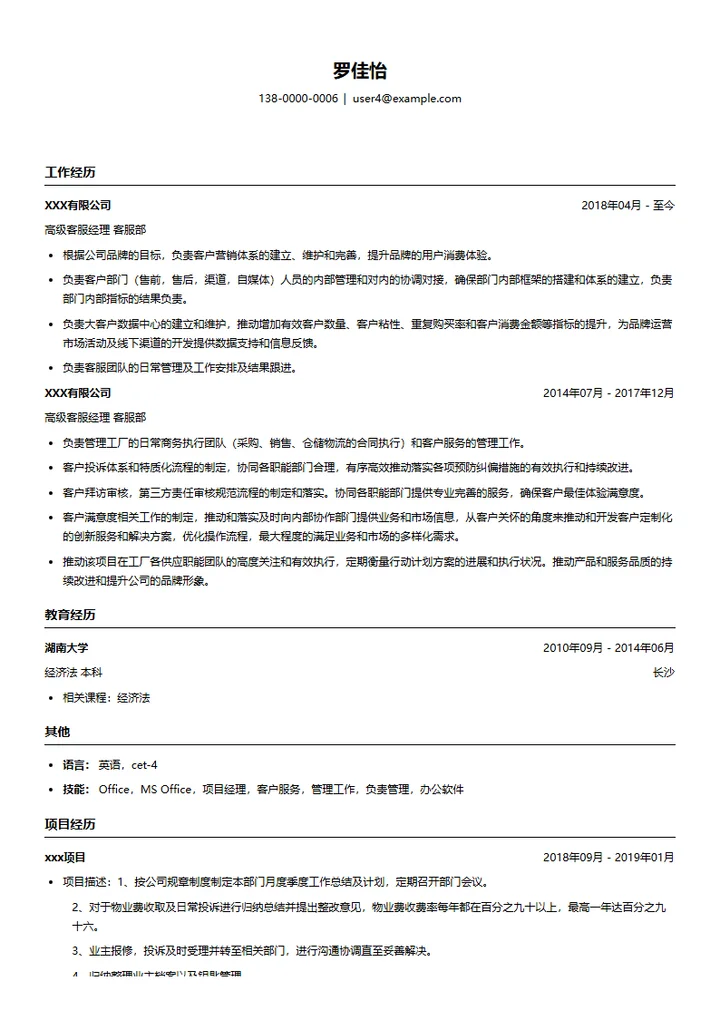 罗佳怡
138-0000-0006 | user4@example.com
工作经历
XXX有限公司 2018年04月 - 至今
高级客服经理 客服部
• 根据公司品牌的目标，负责客户营销体系的建立、维护和完善，提升品牌的用户消费体验。
• 负责客户部门（售前，售后，渠道，自媒体）人员的内部管理和对内的协调对接，确保部门内部框架的搭建和体系的建立，负责
部门内部指标的结果负责。
• 负责大客户数据中心的建立和维护，推动增加有效客户数量、客户粘性、重复购买率和客户消费金额等指标的提升，为品牌运营
市场活动及线下渠道的开发提供数据支持和信息反馈。
• 负责客服团队的日常管理及工作安排及结果跟进。
XXX有限公司 2014年07月 - 2017年12月
高级客服经理 客服部
• 负责管理工厂的日常商务执行团队（采购、销售、仓储物流的合同执行）和客户服务的管理工作。
• 客户投诉体系和特质化流程的制定，协同各职能部门合理，有序高效推动落实各项预防纠偏措施的有效执行和持续改进。
• 客户拜访审核，第三方责任审核规范流程的制定和落实。协同各职能部门提供专业完善的服务，确保客户最佳体验满意度。
• 客户满意度相关工作的制定，推动和落实及时向内部协作部门提供业务和市场信息，从客户关怀的角度来推动和开发客户定制化
的创新服务和解决方案，优化操作流程，最大程度的满足业务和市场的多样化需求。
• 推动该项目在工厂各供应职能团队的高度关注和有效执行，定期衡量行动计划方案的进展和执行状况。推动产品和服务品质的持
续改进和提升公司的品牌形象。
教育经历
湖南大学 2010年09月 - 2014年06月
经济法 本科 长沙
• 相关课程：经济法
其他
• 语言： 英语，cet-4
• 技能： Office，MS Office，项目经理，客户服务，管理工作，负责管理，办公软件
项目经历
xxx项目 2018年09月 - 2019年01月
• 项目描述：1、按公司规章制度制定本部门月度季度工作总结及计划，定期召开部门会议。
2、对于物业费收取及日常投诉进行归纳总结并提出整改意见，物业费收费率每年都在百分之九十以上，最高一年达百分之九
十六。
3、业主报修，投诉及时受理并转至相关部门，进行沟通协调直至妥善解决。
4、归纳整理业主档案以及钥匙管理